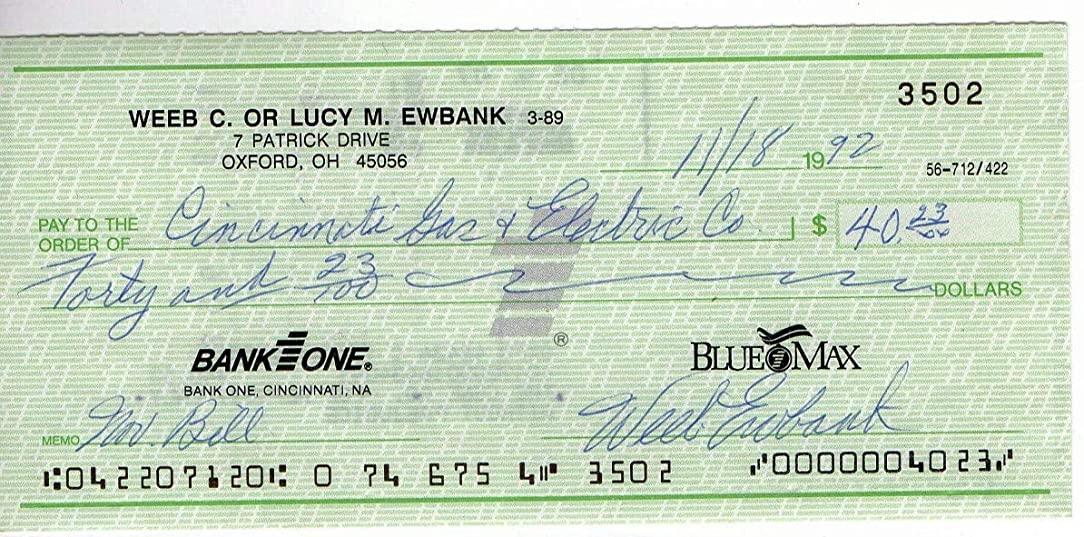 3502
WEEB C. OR LUCY M. EWBANK 3-89
7 PATRICK DRIVE
OXFORD, OH 45056
11/18 1992
56-712/422
PAY TO THE ORDER OF Cincinnati Gas & Electric Co. $ 40.23/xx
Forty and 23/100 DOLLARS
BANK ONE®
BLUE MAX
BANK ONE, CINCINNATI, NA
MEMO Nov. Bill Weeb Ewbank
⑆042207120⑆ 0 74 675 4⑈ 3502 ⑈0000004023⑈